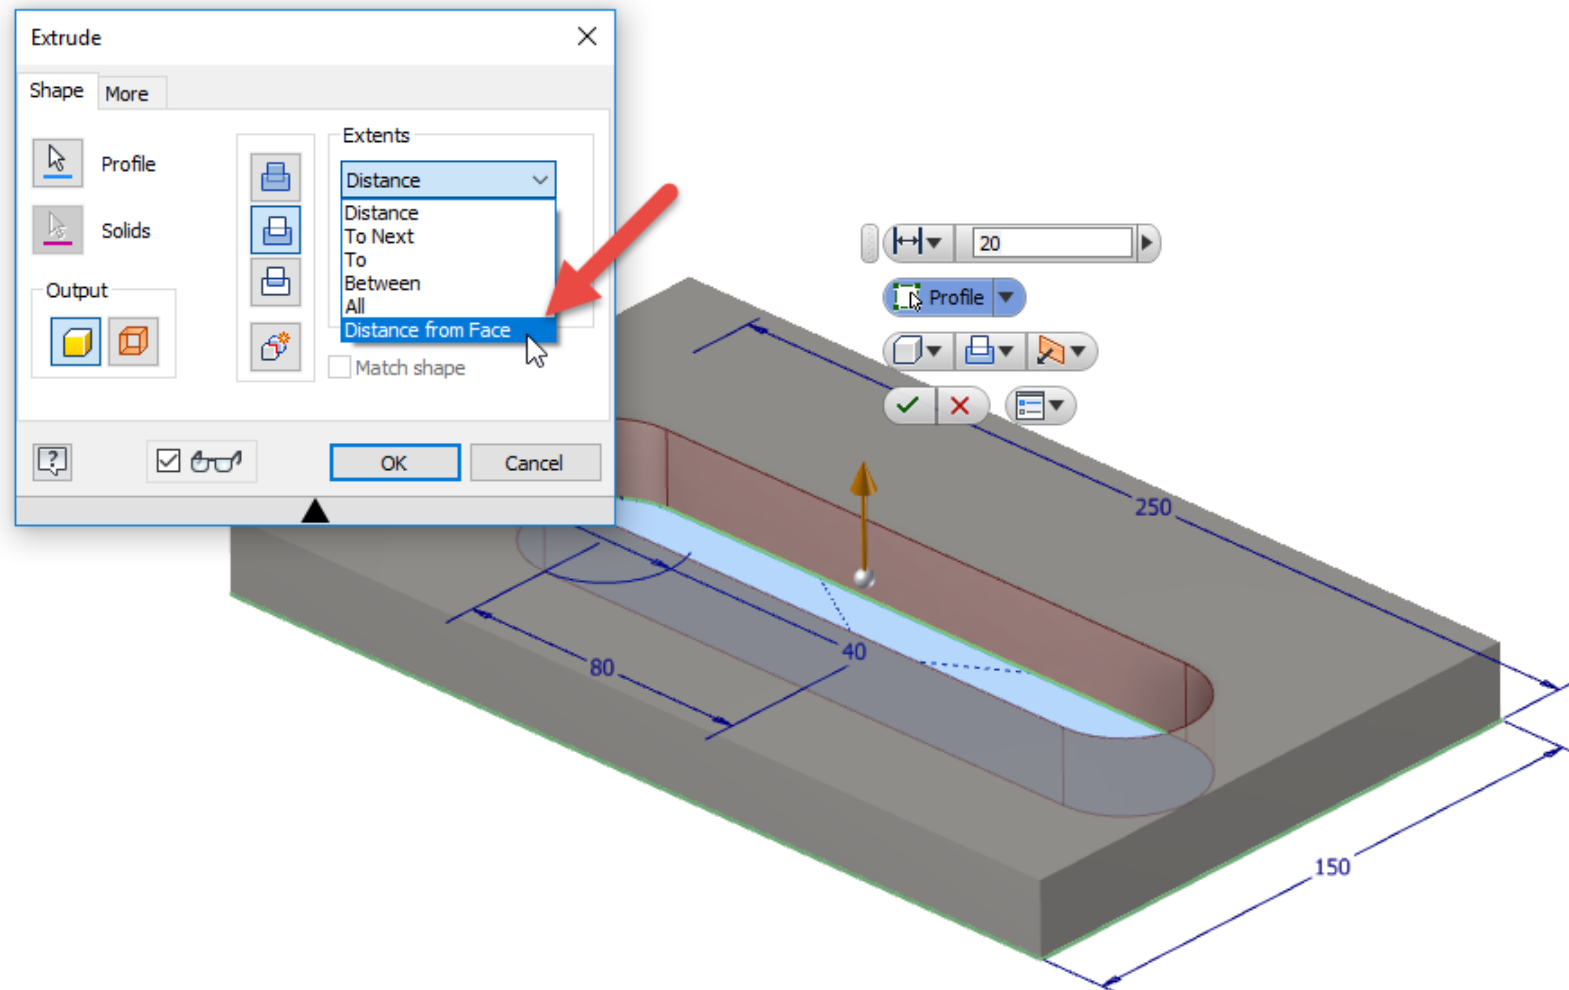 Extrude
Shape
More
Extents
Profile
Distance
Distance
To Next
To
Between
All
Distance from Face
Solids
Output
Match shape
?
OK
Cancel
20
Profile
250
40
80
150